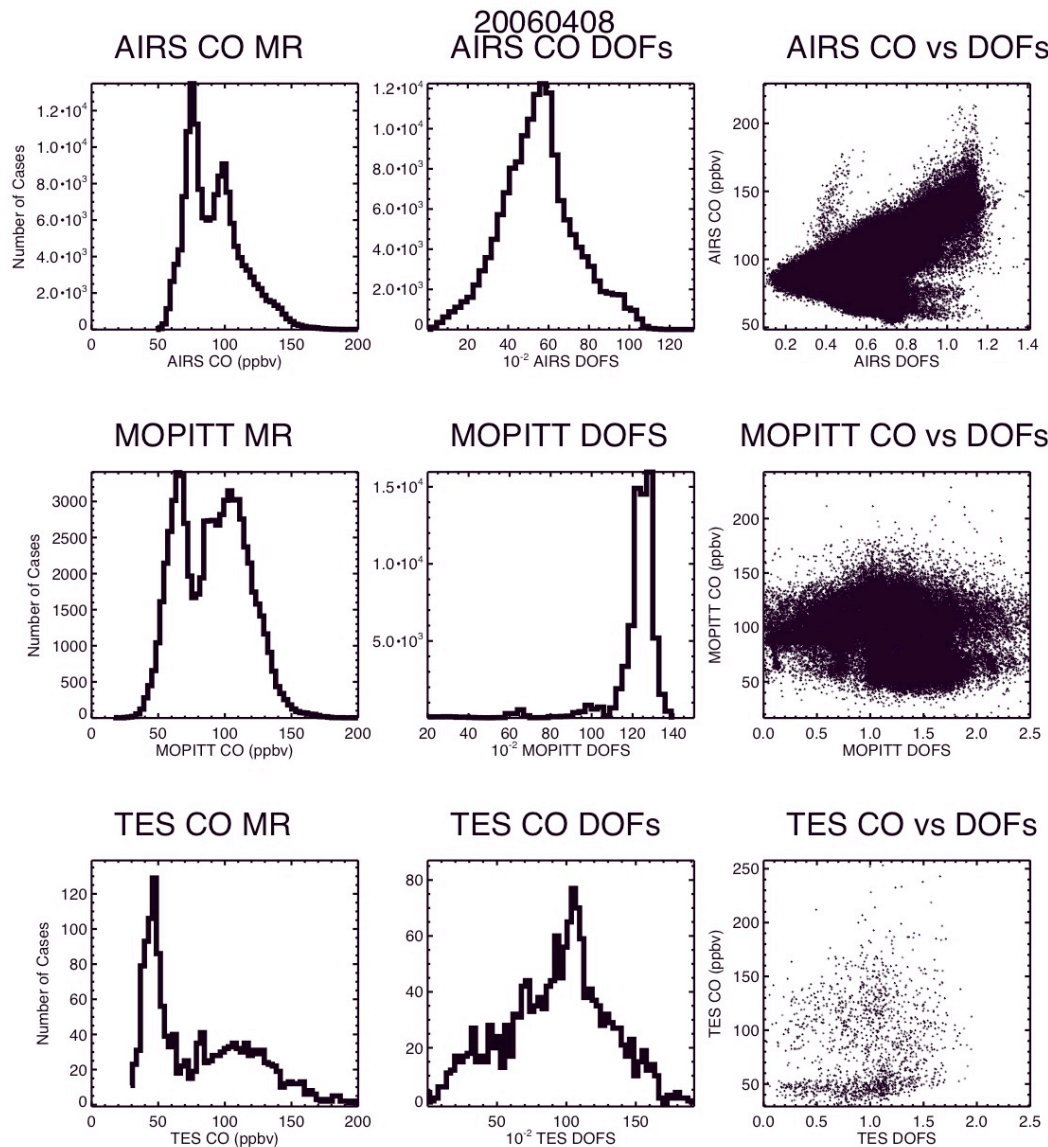 20060408
AIRS CO MR
AIRS CO DOFs
AIRS CO vs DOFs
Number of Cases
1.2•10⁴
1.0•10⁴
8.0•10³
6.0•10³
4.0•10³
2.0•10³
0
0 50 100 150 200
AIRS CO (ppbv)
1.2•10⁴
1.0•10⁴
8.0•10³
6.0•10³
4.0•10³
2.0•10³
0
20 40 60 80 100 120
10⁻² AIRS DOFS
AIRS CO (ppbv)
200
150
100
50
0.2 0.4 0.6 0.8 1.0 1.2 1.4
AIRS DOFS
MOPITT MR
MOPITT DOFS
MOPITT CO vs DOFs
Number of Cases
3000
2500
2000
1500
1000
500
0
0 50 100 150 200
MOPITT CO (ppbv)
1.5•10⁴
1.0•10⁴
5.0•10³
20 40 60 80 100 120 140
10⁻² MOPITT DOFS
MOPITT CO (ppbv)
200
150
100
50
0.0 0.5 1.0 1.5 2.0 2.5
MOPITT DOFS
TES CO MR
TES CO DOFs
TES CO vs DOFs
Number of Cases
120
100
80
60
40
20
0
0 50 100 150 200
TES CO (ppbv)
80
60
40
20
0
50 100 150
10⁻² TES DOFS
TES CO (ppbv)
250
200
150
100
50
0.0 0.5 1.0 1.5 2.0 2.5
TES DOFS